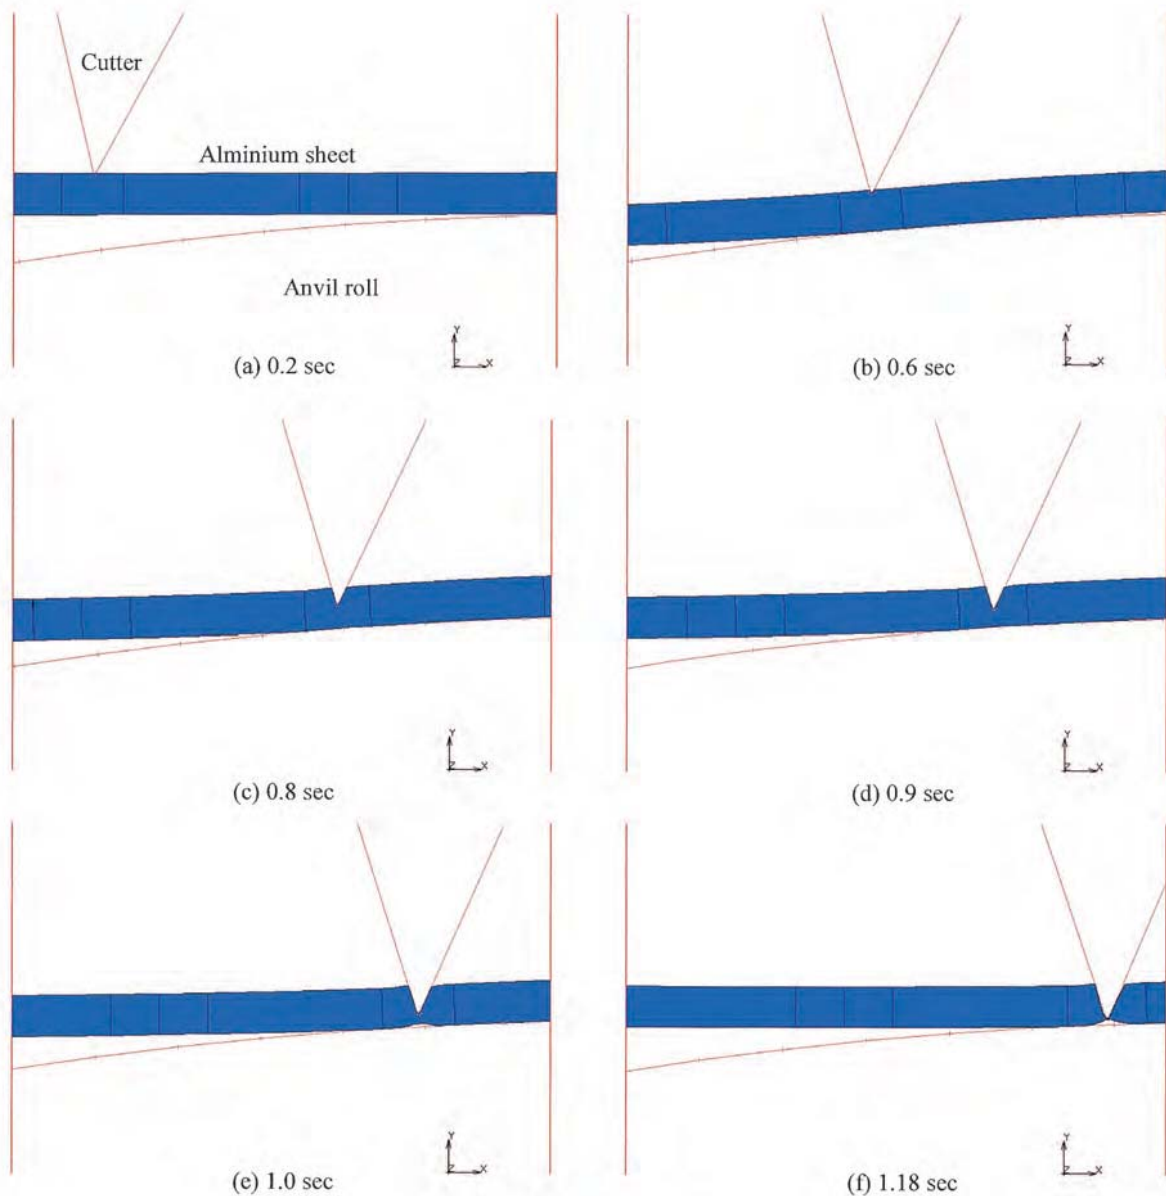 Cutter
Alminium sheet
Anvil roll
Y
Z X
(a) 0.2 sec
Y
Z X
(b) 0.6 sec
Y
Z X
(c) 0.8 sec
Y
Z X
(d) 0.9 sec
Y
Z X
(e) 1.0 sec
Y
Z X
(f) 1.18 sec